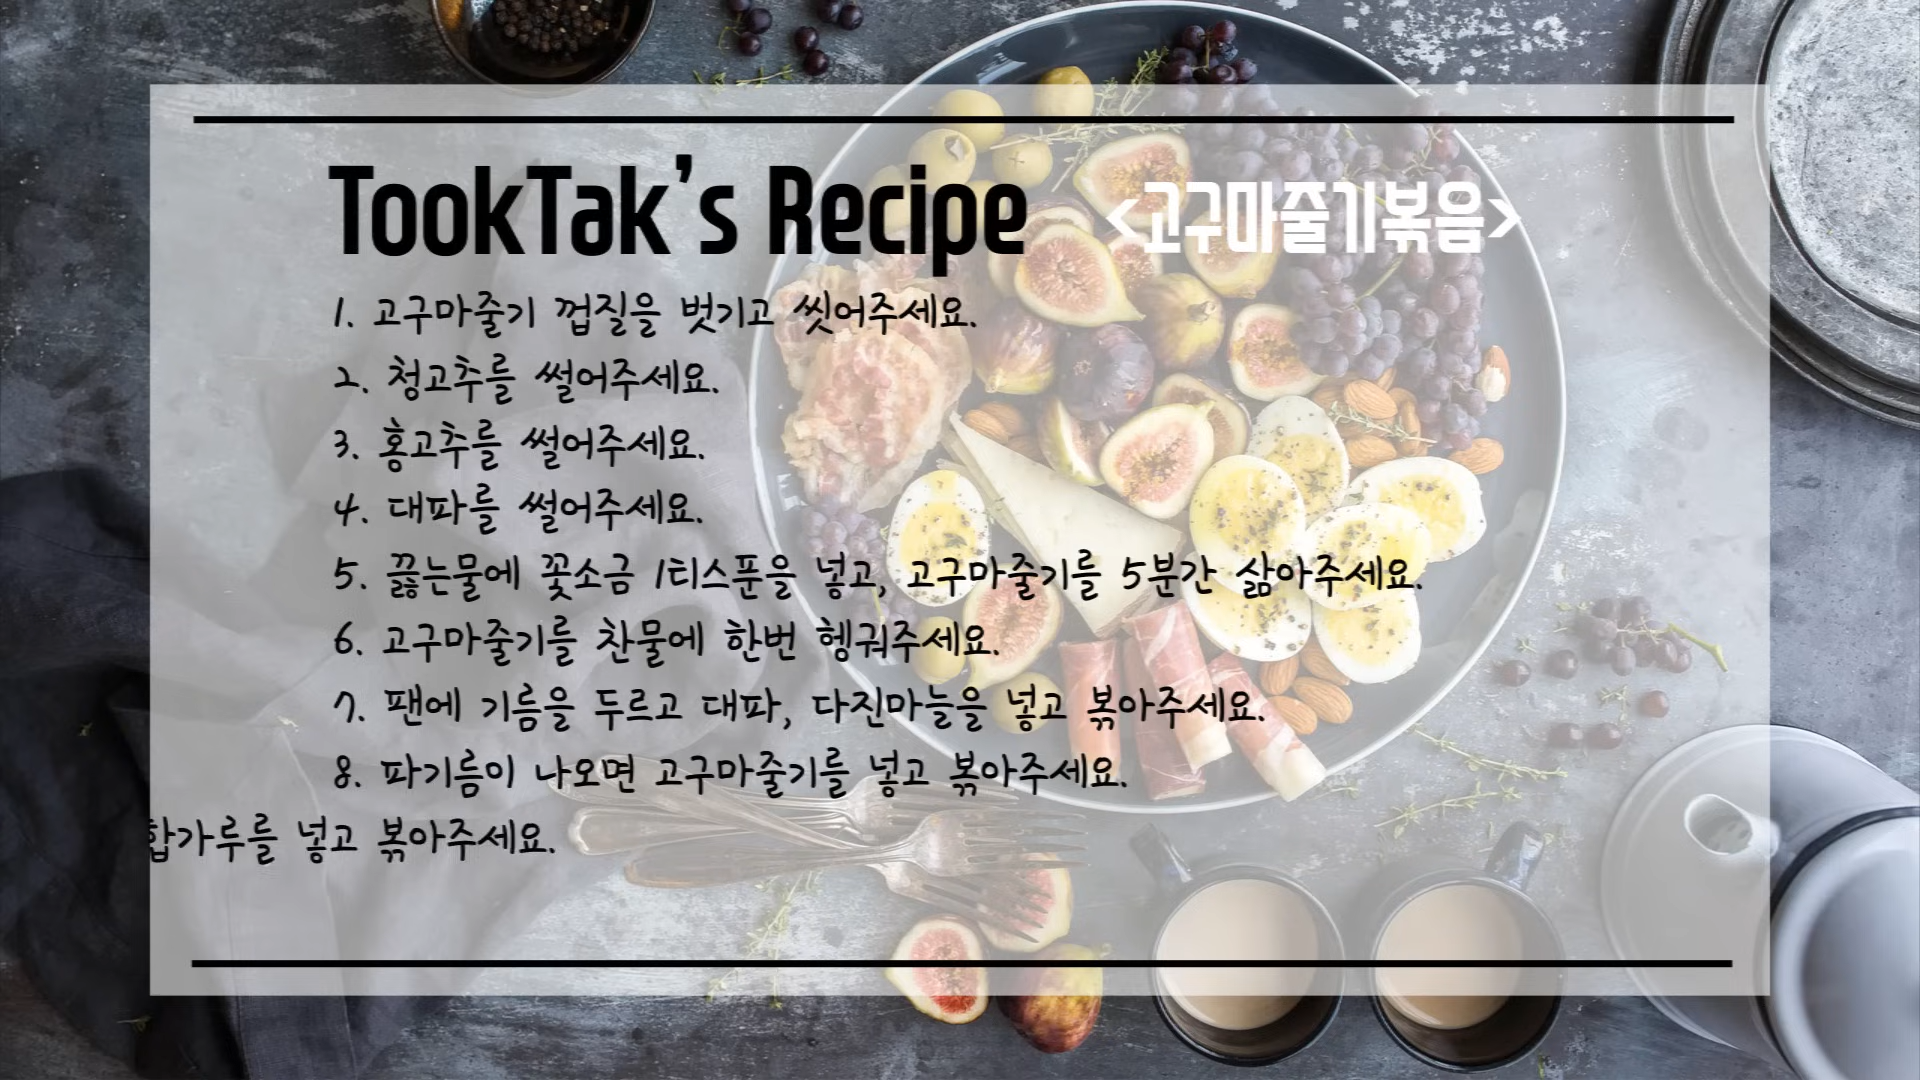 TookTak's Recipe <고구마줄기볶음>
1. 고구마줄기 껍질을 벗기고 씻어주세요.
2. 청고추를 썰어주세요.
3. 홍고추를 썰어주세요.
4. 대파를 썰어주세요.
5. 끓는물에 꽃소금 1티스푼을 넣고, 고구마줄기를 5분간 삶아주세요.
6. 고구마줄기를 찬물에 한번 헹궈주세요.
7. 팬에 기름을 두르고 대파, 다진마늘을 넣고 볶아주세요.
8. 파기름이 나오면 고구마줄기를 넣고 볶아주세요.
넣고 볶아주세요.